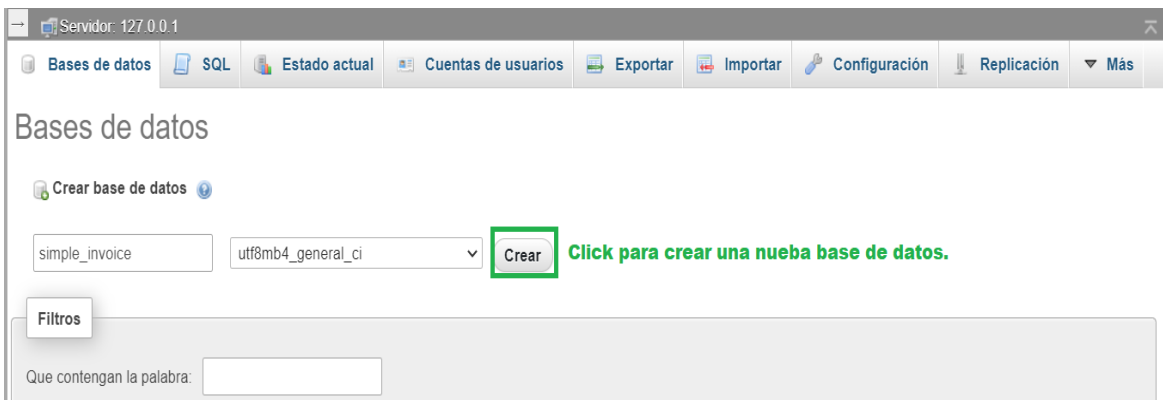 Servidor: 127.0.0.1
Bases de datos SQL Estado actual Cuentas de usuarios Exportar Importar Configuración Replicación Más
Bases de datos
Crear base de datos
simple_invoice utf8mb4_general_ci Crear Click para crear una nueba base de datos.
Filtros
Que contengan la palabra: